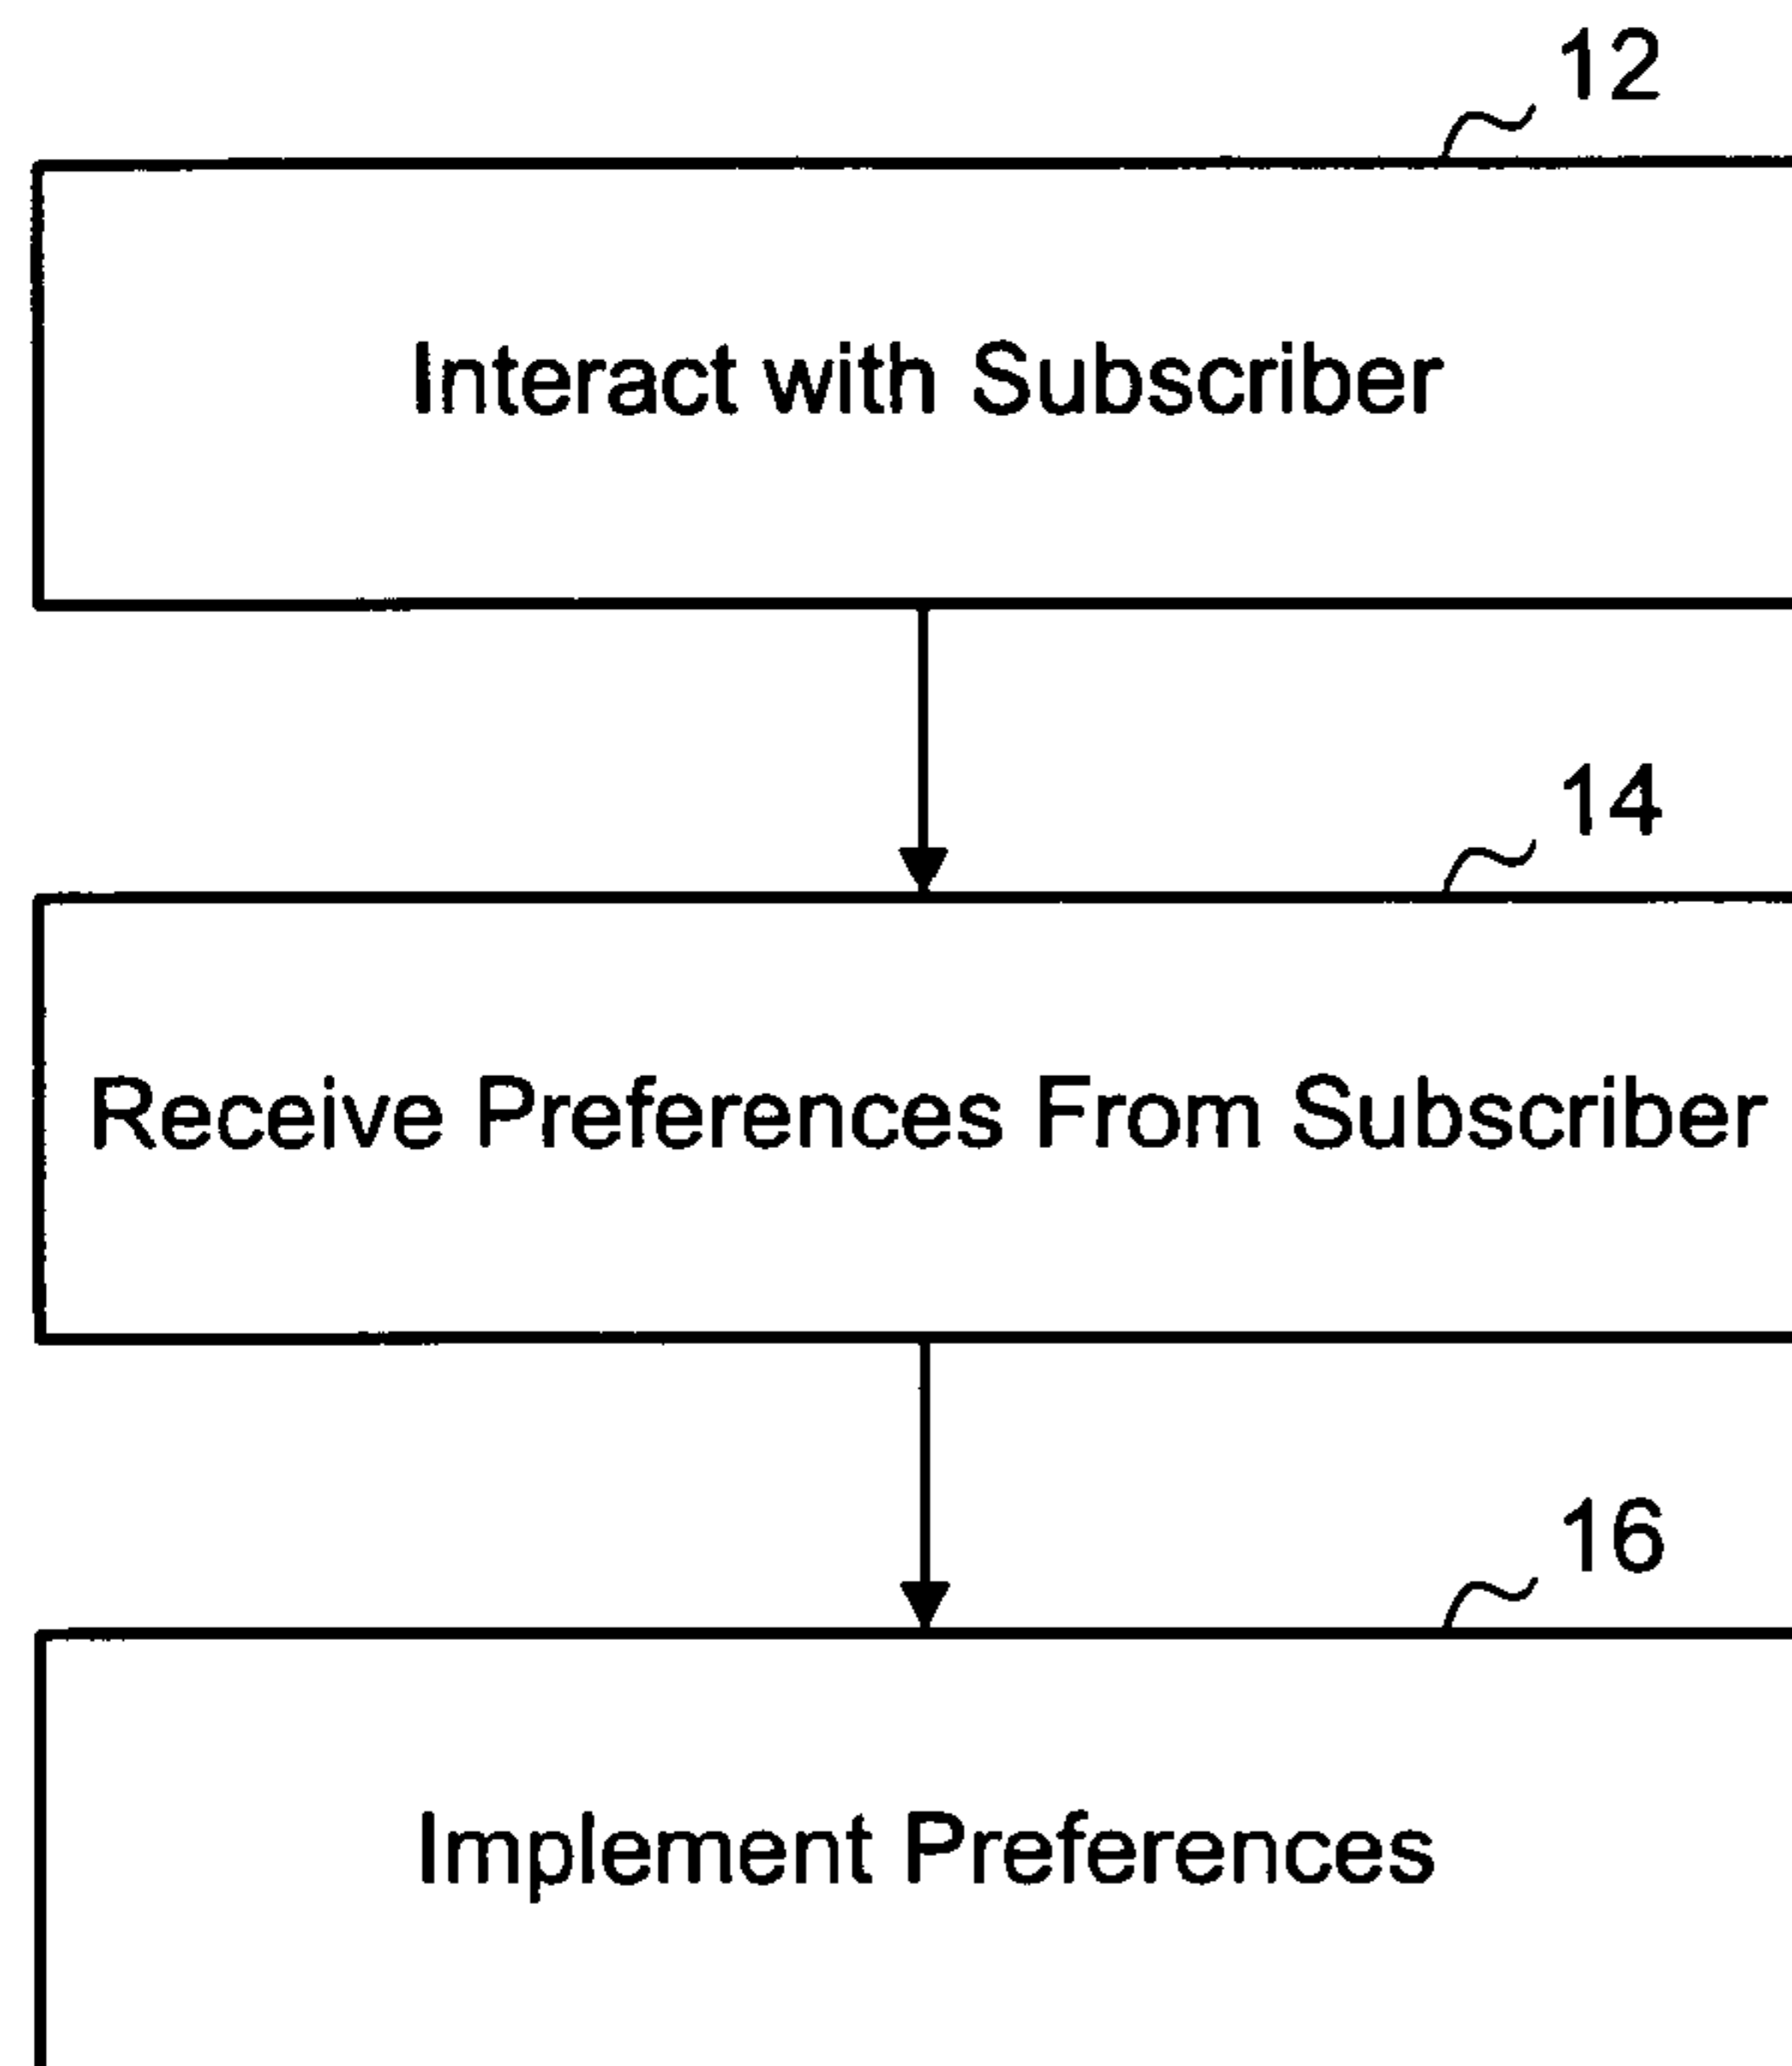 12
Interact with Subscriber
14
Receive Preferences From Subscriber
16
Implement Preferences